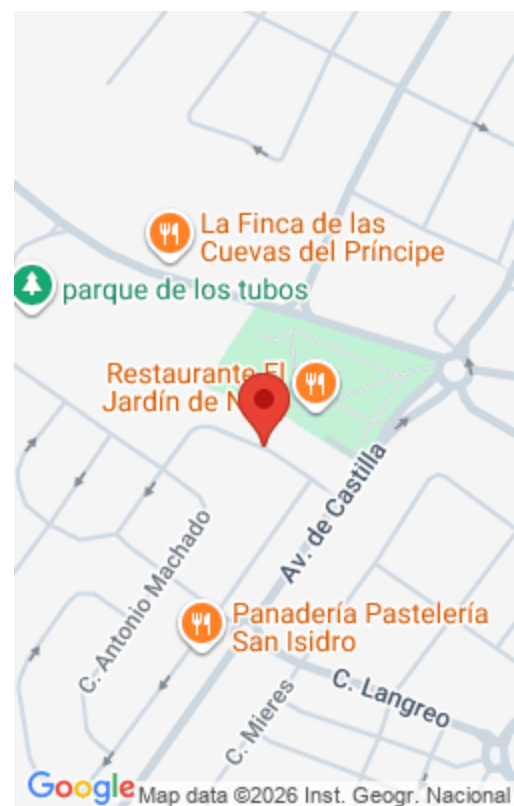 La Finca de las
Cuevas del Príncipe
parque de los tubos
Restaurante El
Jardín de N
Av. de Castilla
C. Antonio Machado
Panadería Pastelería
San Isidro
C. Langreo
C. Mieres
Google
Map data ©2026 Inst. Geogr. Nacional